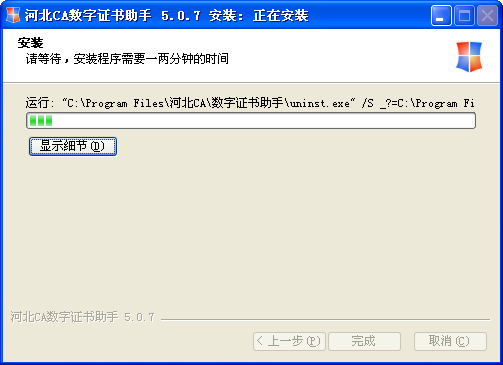 河北CA数字证书助手 5.0.7 安装: 正在安装
安装
请等待，安装程序需要一两分钟的时间
运行: "C:\Program Files\河北CA\数字证书助手\uninst.exe" /S _?=C:\Program Fi
显示细节(D)
河北CA数字证书助手 5.0.7
< 上一步(P)
完成
取消(C)